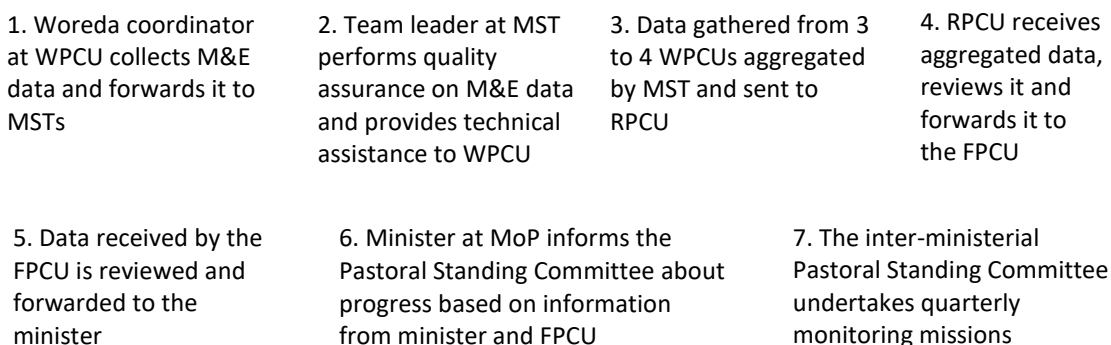 1. Woreda coordinator
at WPCU collects M&E
data and forwards it to
MSTs
2. Team leader at MST
performs quality
assurance on M&E data
and provides technical
assistance to WPCU
3. Data gathered from 3
to 4 WPCUs aggregated
by MST and sent to
RPCU
4. RPCU receives
aggregated data,
reviews it and
forwards it to
the FPCU
5. Data received by the
FPCU is reviewed and
forwarded to the
minister
6. Minister at MoP informs the
Pastoral Standing Committee about
progress based on information
from minister and FPCU
7. The inter-ministerial
Pastoral Standing Committee
undertakes quarterly
monitoring missions